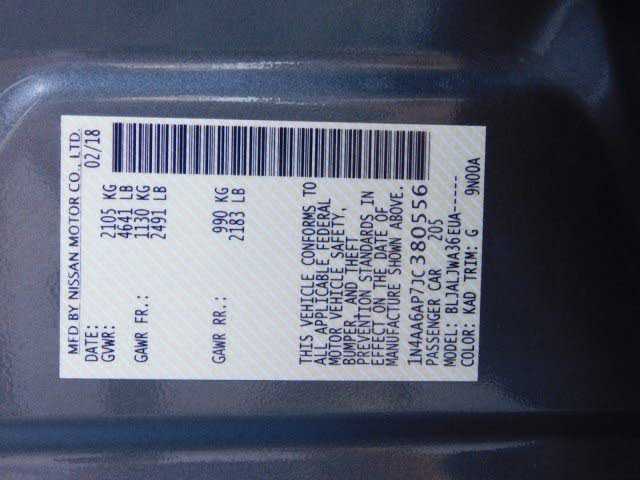 MFD BY NISSAN MOTOR CO., LTD.
DATE: 02/18
GVWR: 2105 KG
4641 LB
GAWR FR.: 1130 KG
2491 LB
GAWR RR.: 990 KG
2183 LB
THIS VEHICLE CONFORMS TO
ALL APPLICABLE FEDERAL
MOTOR VEHICLE SAFETY,
BUMPER, AND THEFT
PREVENTION STANDARDS IN
EFFECT ON THE DATE OF
MANUFACTURE SHOWN ABOVE.
1N4AA6AP7JC380556
PASSENGER CAR 205
MODEL: BLJALJWA36EUA-----
COLOR: KAD TRIM: G 9N00A